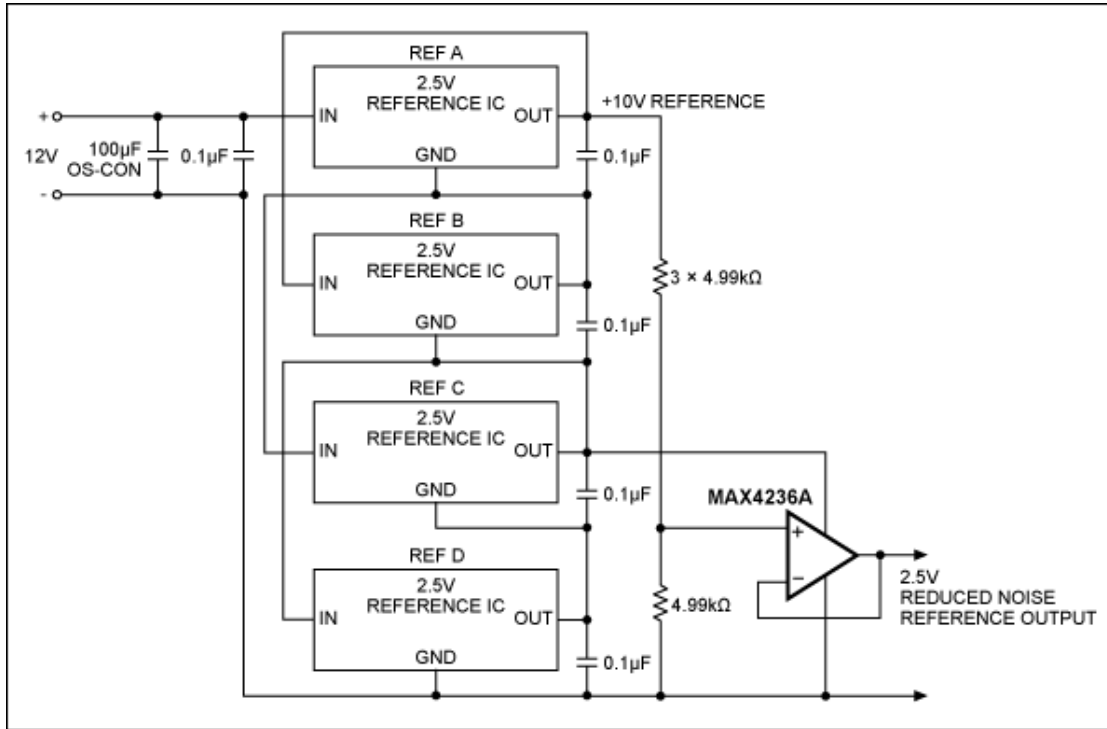 REF A
2.5V
REFERENCE IC
IN
OUT
GND
+10V REFERENCE
+
12V
-
100µF
OS-CON
0.1µF
0.1µF
REF B
2.5V
REFERENCE IC
IN
OUT
GND
3 × 4.99kΩ
0.1µF
REF C
2.5V
REFERENCE IC
IN
OUT
GND
0.1µF
MAX4236A
+
−
REF D
2.5V
REFERENCE IC
IN
OUT
GND
4.99kΩ
0.1µF
2.5V
REDUCED NOISE
REFERENCE OUTPUT